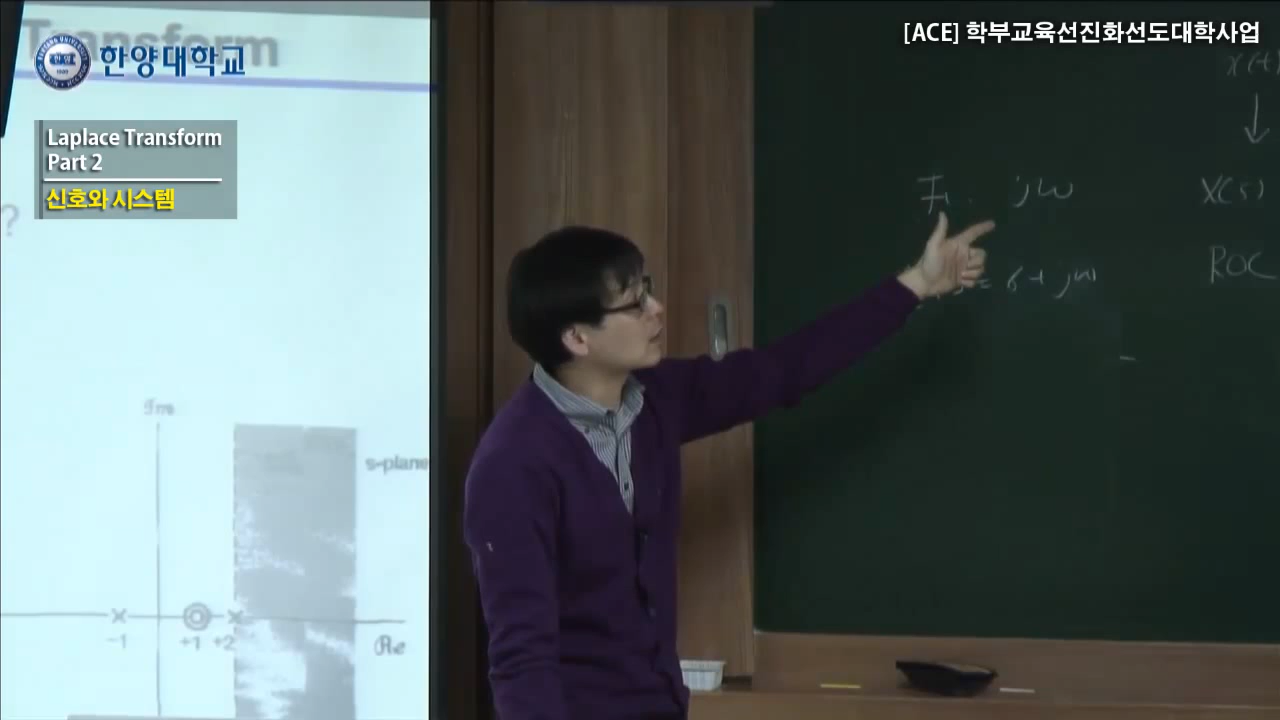 [ACE] 학부교육선진화선도대학사업
Transform
한양대학교
Laplace Transform
Part 2
신호와 시스템
?
Im
s-plane
-1 +1 +2
Re
jω
= σ + jω
X(t)
X(s)
ROC